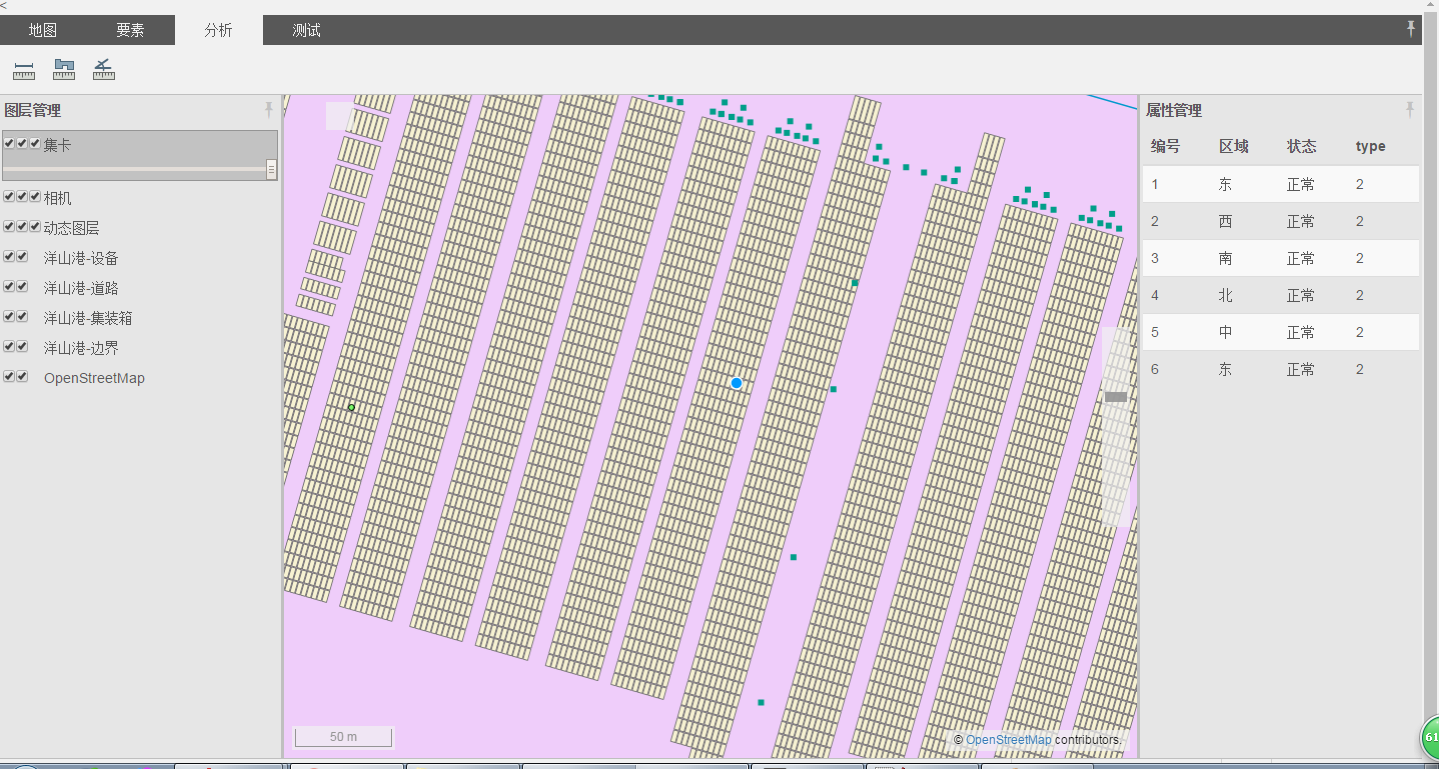 <
地图 要素 分析 测试
图层管理
集卡
相机
动态图层
洋山港-设备
洋山港-道路
洋山港-集装箱
洋山港-边界
OpenStreetMap
50 m
© OpenStreetMap contributors.
属性管理
编号 区域 状态 type
1 东 正常 2
2 西 正常 2
3 南 正常 2
4 北 正常 2
5 中 正常 2
6 东 正常 2
61